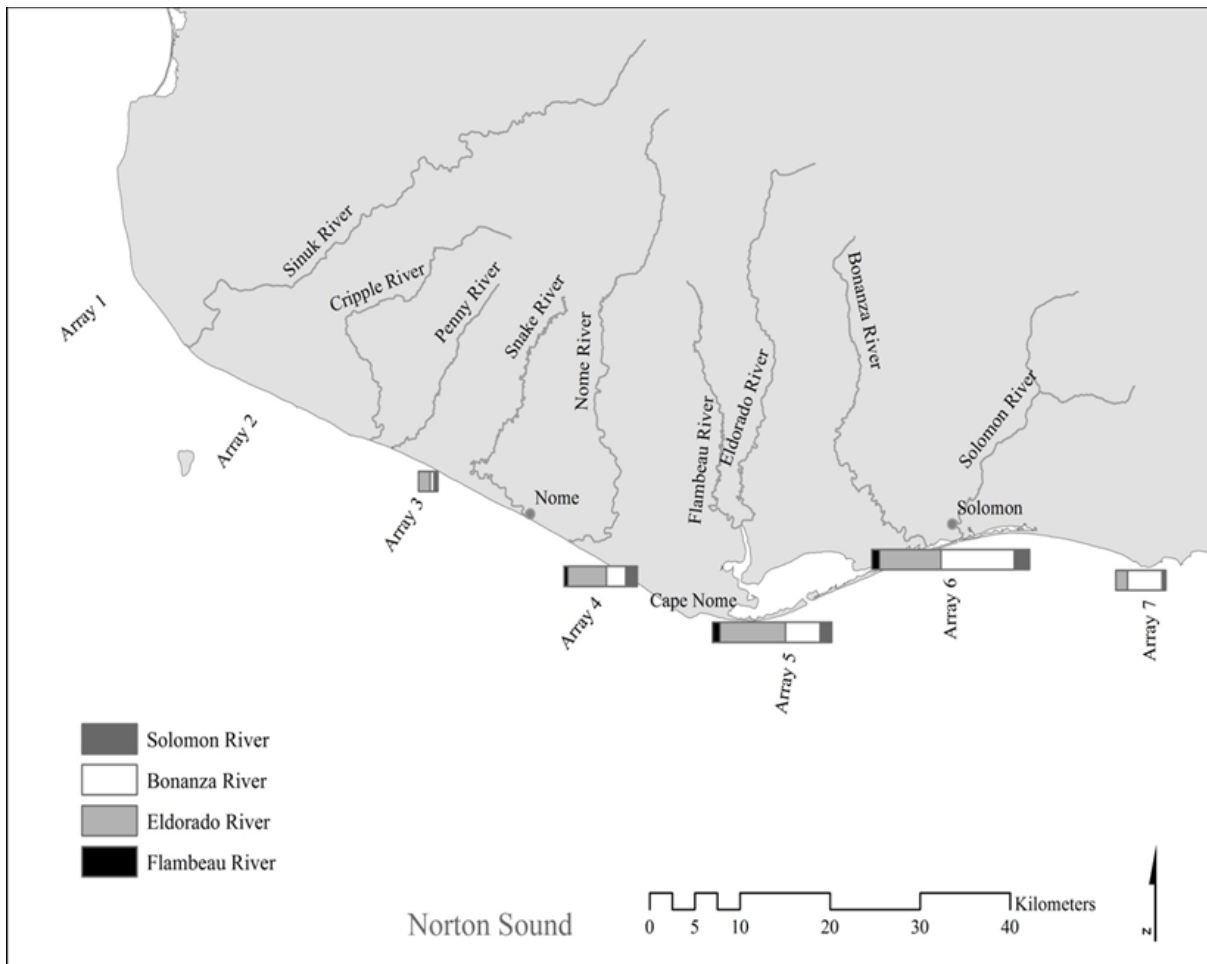 Sinuk River
Cripple River
Penny River
Snake River
Nome River
Flambeau River
Eldorado River
Bonanza River
Solomon River
Array 1
Array 2
Array 3
Nome
Solomon
Array 4
Cape Nome
Array 5
Array 6
Array 7
Solomon River
Bonanza River
Eldorado River
Flambeau River
Norton Sound
Kilometers
0 5 10 20 30 40
N